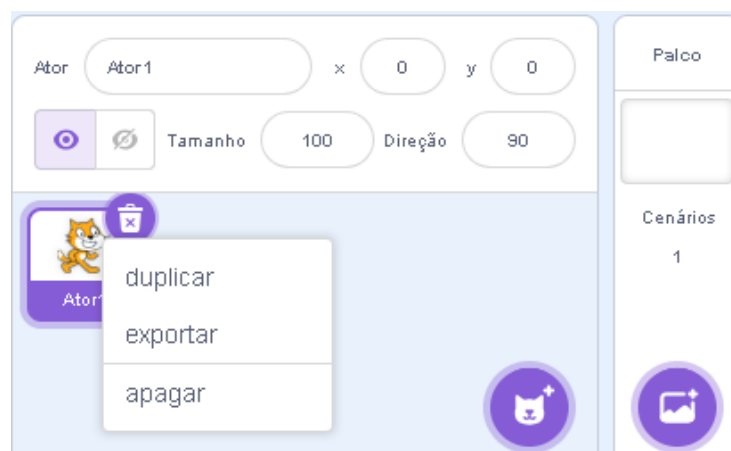 Ator Ator1 x 0 y 0
Tamanho 100 Direção 90
Ator1
duplicar
exportar
apagar
Palco
Cenários
1